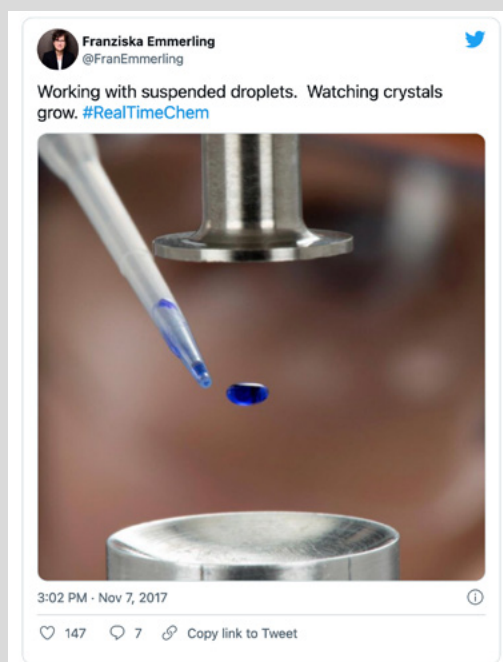 Franziska Emmerling
@FranEmmerling
Working with suspended droplets.  Watching crystals
grow. #RealTimeChem
3:02 PM · Nov 7, 2017
147 7 Copy link to Tweet